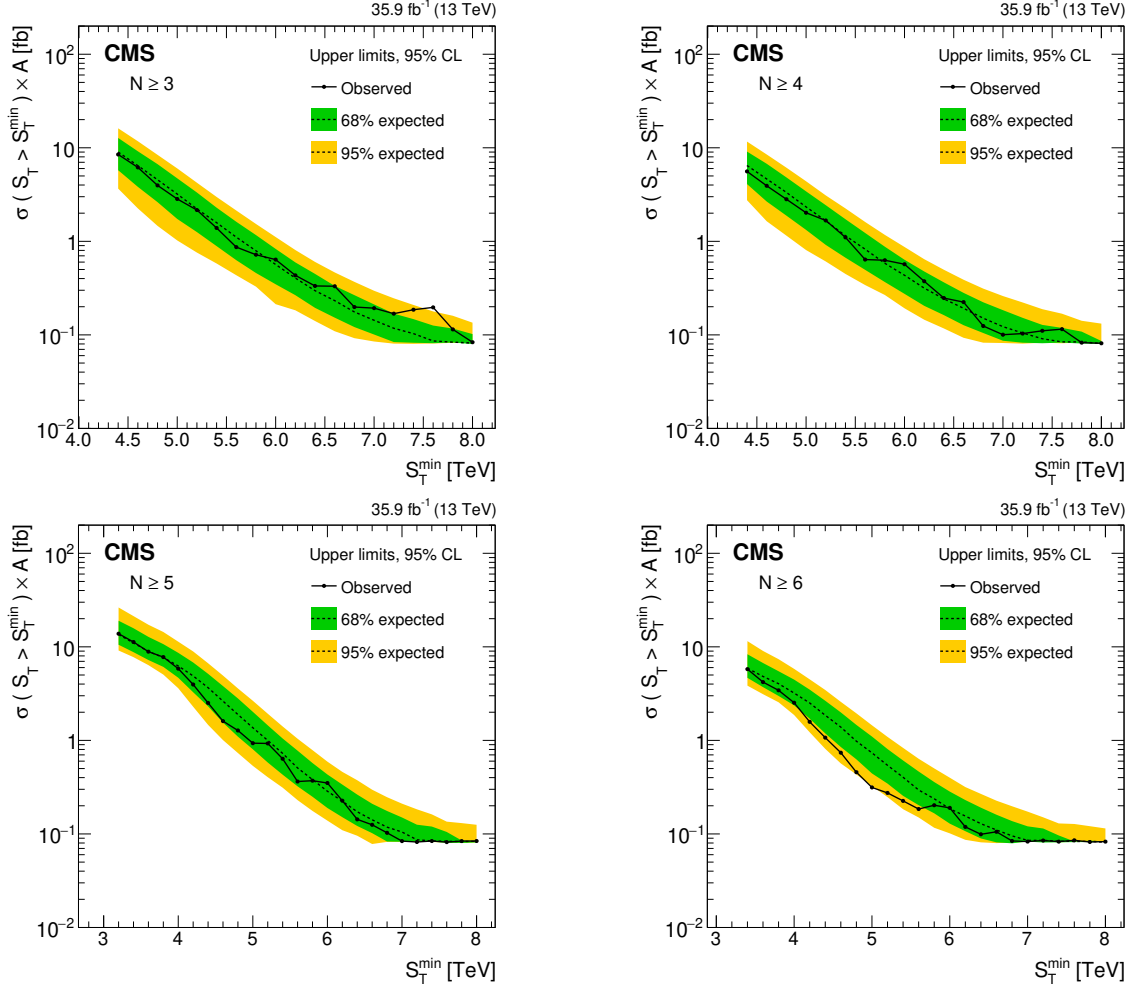 35.9 fb⁻¹ (13 TeV)
σ ( S_T > S_T^min ) × A [fb]
10²
10
1
10⁻¹
10⁻²
CMS
N ≥ 3
Upper limits, 95% CL
Observed
68% expected
95% expected
4.0 4.5 5.0 5.5 6.0 6.5 7.0 7.5 8.0
S_T^min [TeV]
35.9 fb⁻¹ (13 TeV)
σ ( S_T > S_T^min ) × A [fb]
10²
10
1
10⁻¹
10⁻²
CMS
N ≥ 4
Upper limits, 95% CL
Observed
68% expected
95% expected
4.0 4.5 5.0 5.5 6.0 6.5 7.0 7.5 8.0
S_T^min [TeV]
35.9 fb⁻¹ (13 TeV)
σ ( S_T > S_T^min ) × A [fb]
10²
10
1
10⁻¹
10⁻²
CMS
N ≥ 5
Upper limits, 95% CL
Observed
68% expected
95% expected
3 4 5 6 7 8
S_T^min [TeV]
35.9 fb⁻¹ (13 TeV)
σ ( S_T > S_T^min ) × A [fb]
10²
10
1
10⁻¹
10⁻²
CMS
N ≥ 6
Upper limits, 95% CL
Observed
68% expected
95% expected
3 4 5 6 7 8
S_T^min [TeV]